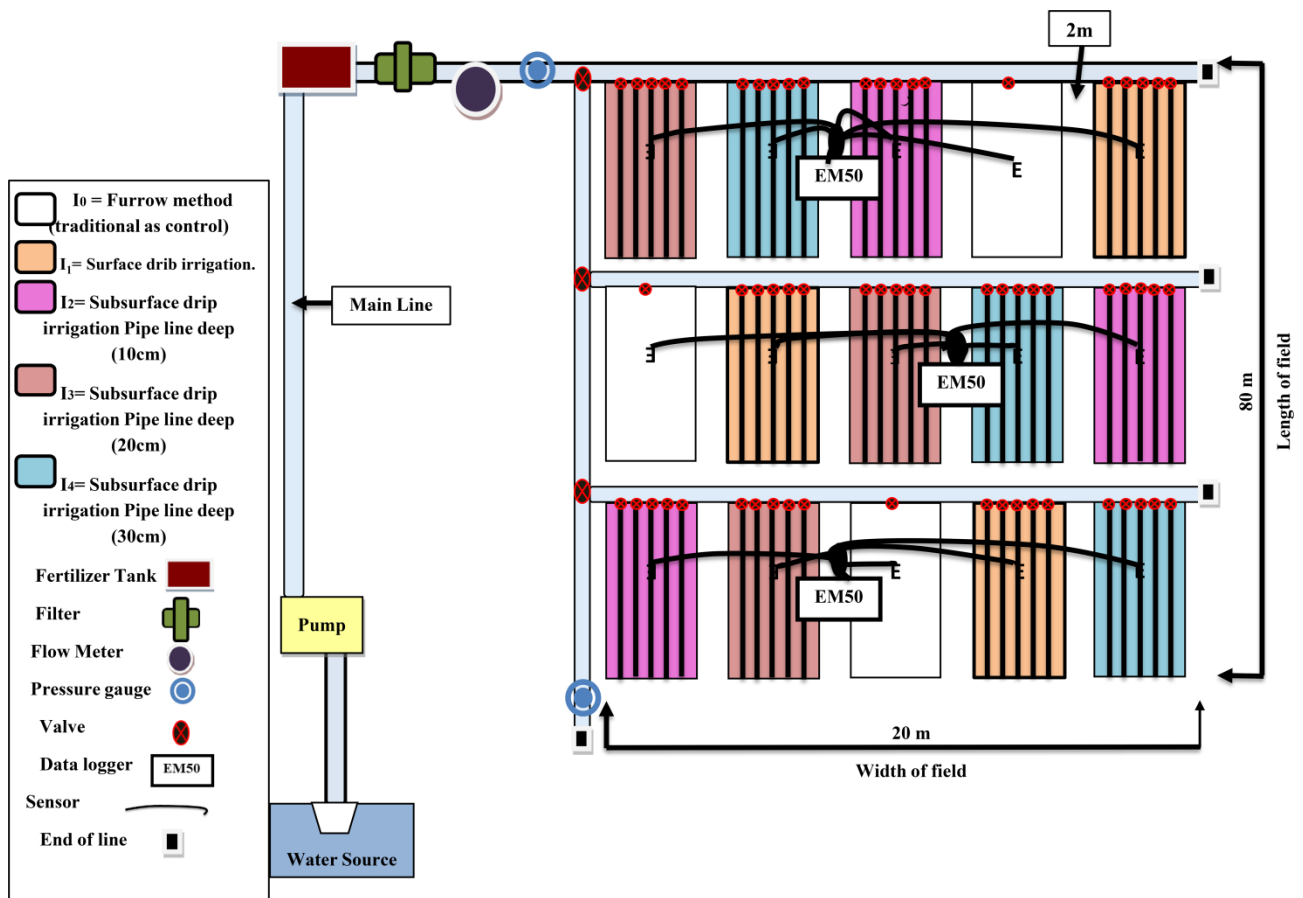 2m
EM50
I0 = Furrow method
(traditional as control)
I1= Surface drib irrigation.
I2= Subsurface drip
irrigation Pipe line deep
(10cm)
I3= Subsurface drip
irrigation Pipe line deep
(20cm)
I4= Subsurface drip
irrigation Pipe line deep
(30cm)
Fertilizer Tank
Filter
Flow Meter
Pressure gauge
Valve
Data logger
EM50
Sensor
End of line
Main Line
Pump
Water Source
EM50
EM50
80 m
Length of field
20 m
Width of field